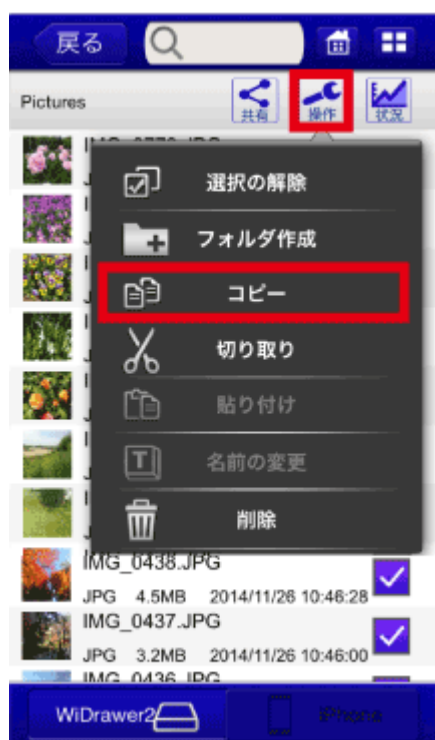 戻る
Pictures
共有
操作
状況
選択の解除
フォルダ作成
コピー
切り取り
貼り付け
名前の変更
削除
IMG_0438.JPG
JPG 4.5MB 2014/11/26 10:46:28
IMG_0437.JPG
JPG 3.2MB 2014/11/26 10:46:00
IMG_0436.JPG
WiDrawer2